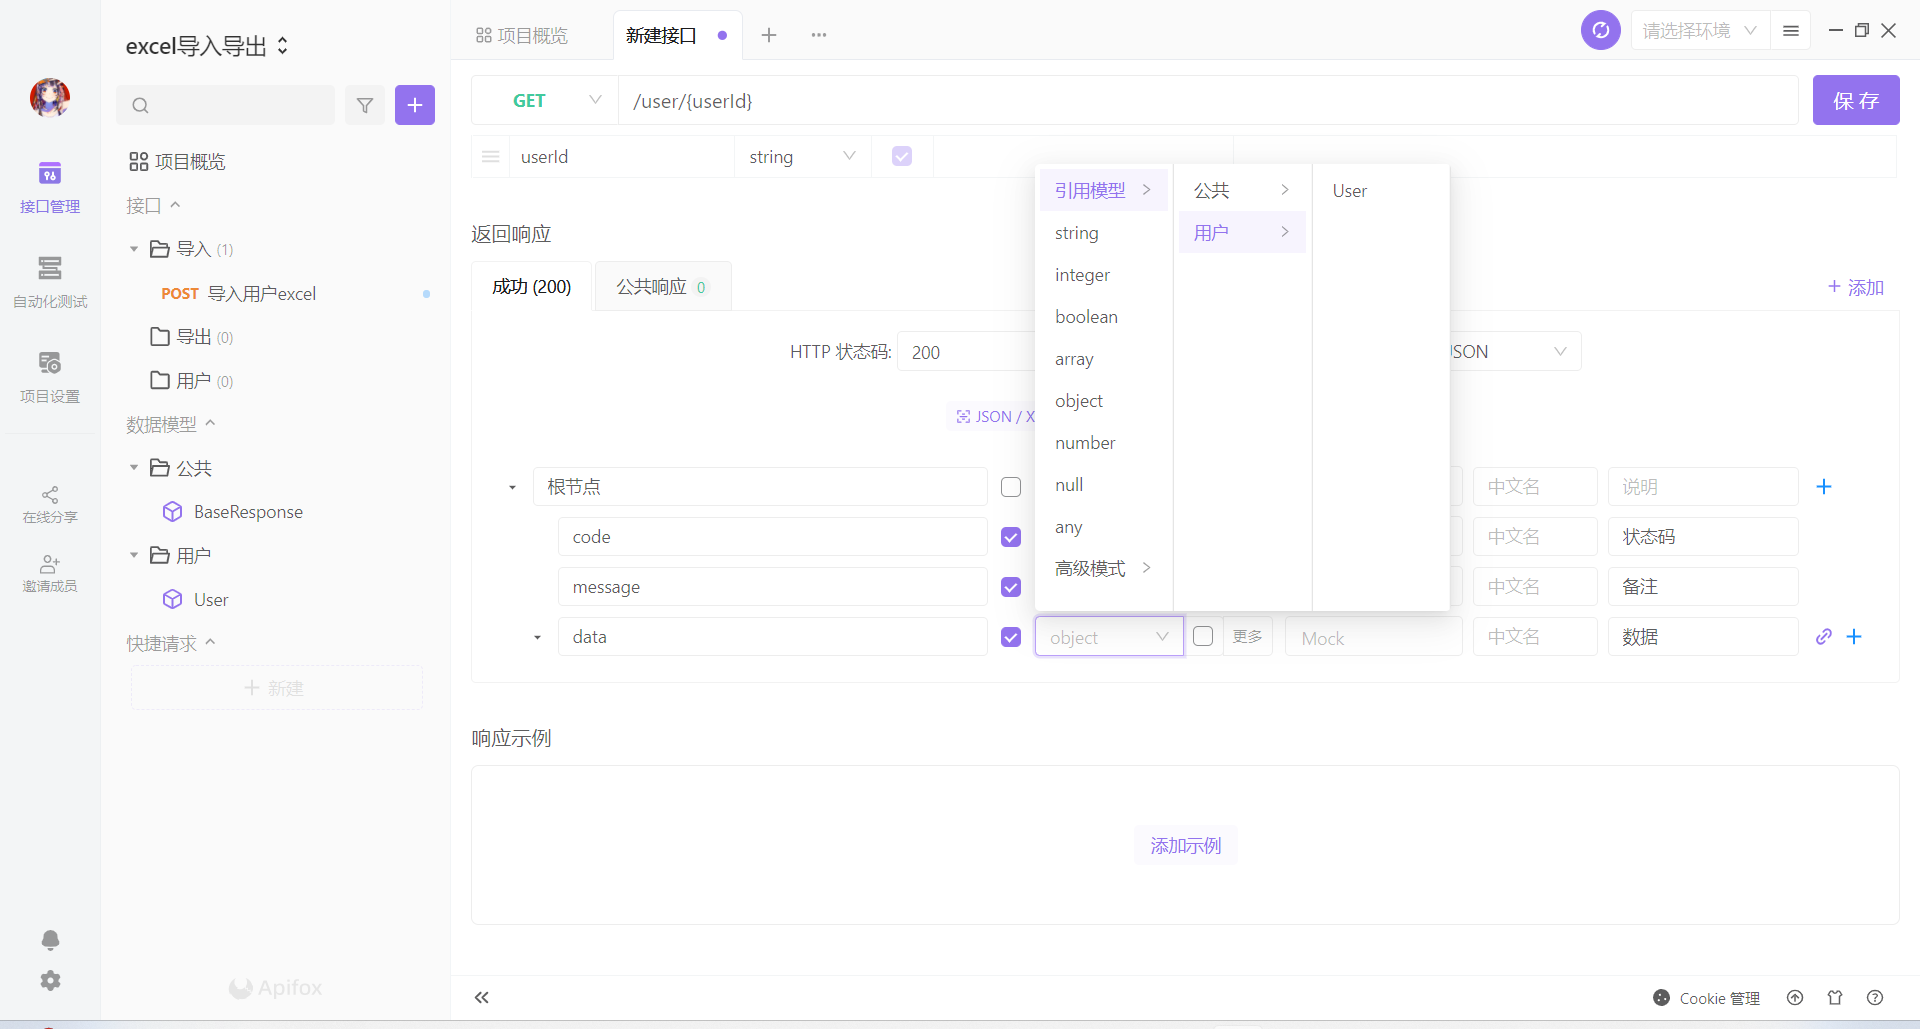 excel导入导出
项目概览
接口
导入 (1)
POST 导入用户excel
导出 (0)
用户 (0)
数据模型
公共
BaseResponse
用户
User
快捷请求
新建
Apifox
接口管理
自动化测试
项目设置
在线分享
邀请成员
项目概览
新建接口
请选择环境
GET
/user/{userId}
保 存
userId
string
返回响应
成功 (200)
公共响应 0
添加
HTTP 状态码:
200
JSON
JSON / X
引用模型
string
integer
boolean
array
object
number
null
any
高级模式
公共
用户
User
根节点
中文名
说明
code
中文名
状态码
message
中文名
备注
data
object
更多
Mock
中文名
数据
响应示例
添加示例
Cookie 管理